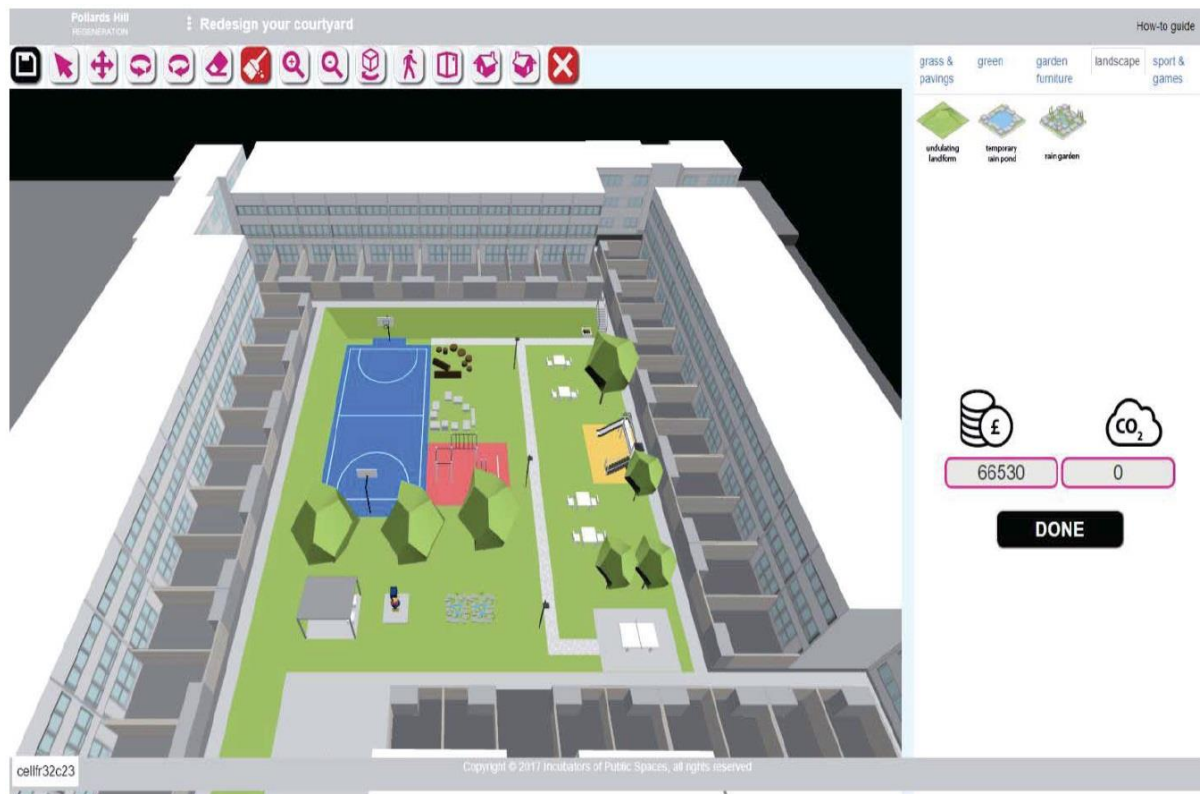 Pollards Hill
REGENERATION
Redesign your courtyard
How-to guide
grass &
pavings
green
garden
furniture
landscape
sport &
games
undulating
landform
temporary
rain pond
rain garden
£
CO2
66530
0
DONE
cellfr32c23
Copyright © 2017 Incubators of Public Spaces, all rights reserved